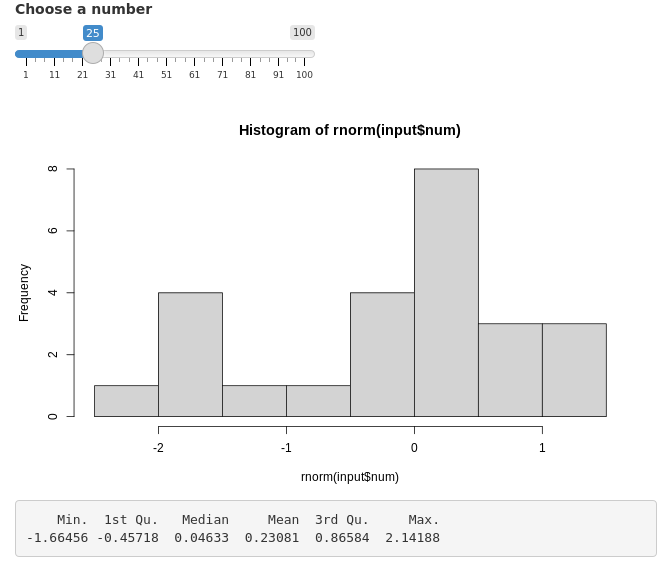 Choose a number
1 25 100
1 11 21 31 41 51 61 71 81 91 100
Histogram of rnorm(input$num)
Frequency
8
6
4
2
0
-2 -1 0 1
rnorm(input$num)
Min. 1st Qu. Median Mean 3rd Qu. Max.
-1.66456 -0.45718 0.04633 0.23081 0.86584 2.14188